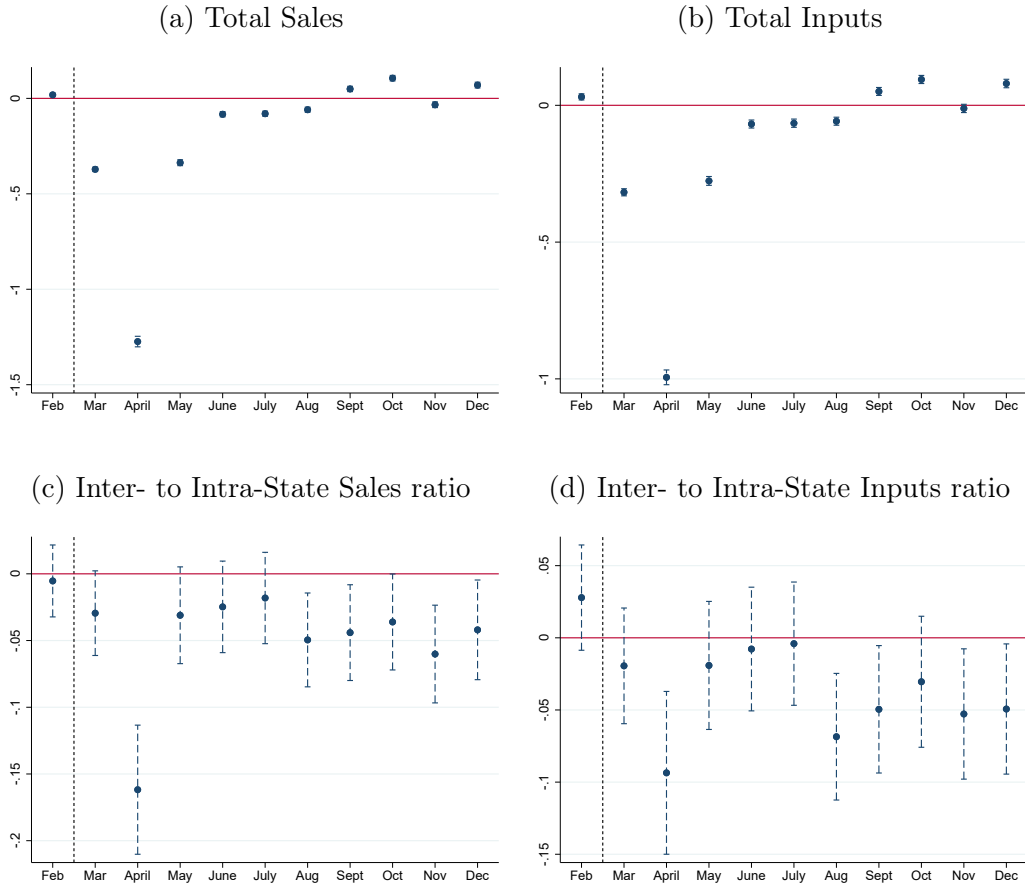 (a) Total Sales
0
-.5
-1
-1.5
Feb Mar April May June July Aug Sept Oct Nov Dec
(b) Total Inputs
0
-.5
-1
Feb Mar April May June July Aug Sept Oct Nov Dec
(c) Inter- to Intra-State Sales ratio
0
-.05
-.1
-.15
-.2
Feb Mar April May June July Aug Sept Oct Nov Dec
(d) Inter- to Intra-State Inputs ratio
.05
0
-.05
-.1
-.15
Feb Mar April May June July Aug Sept Oct Nov Dec